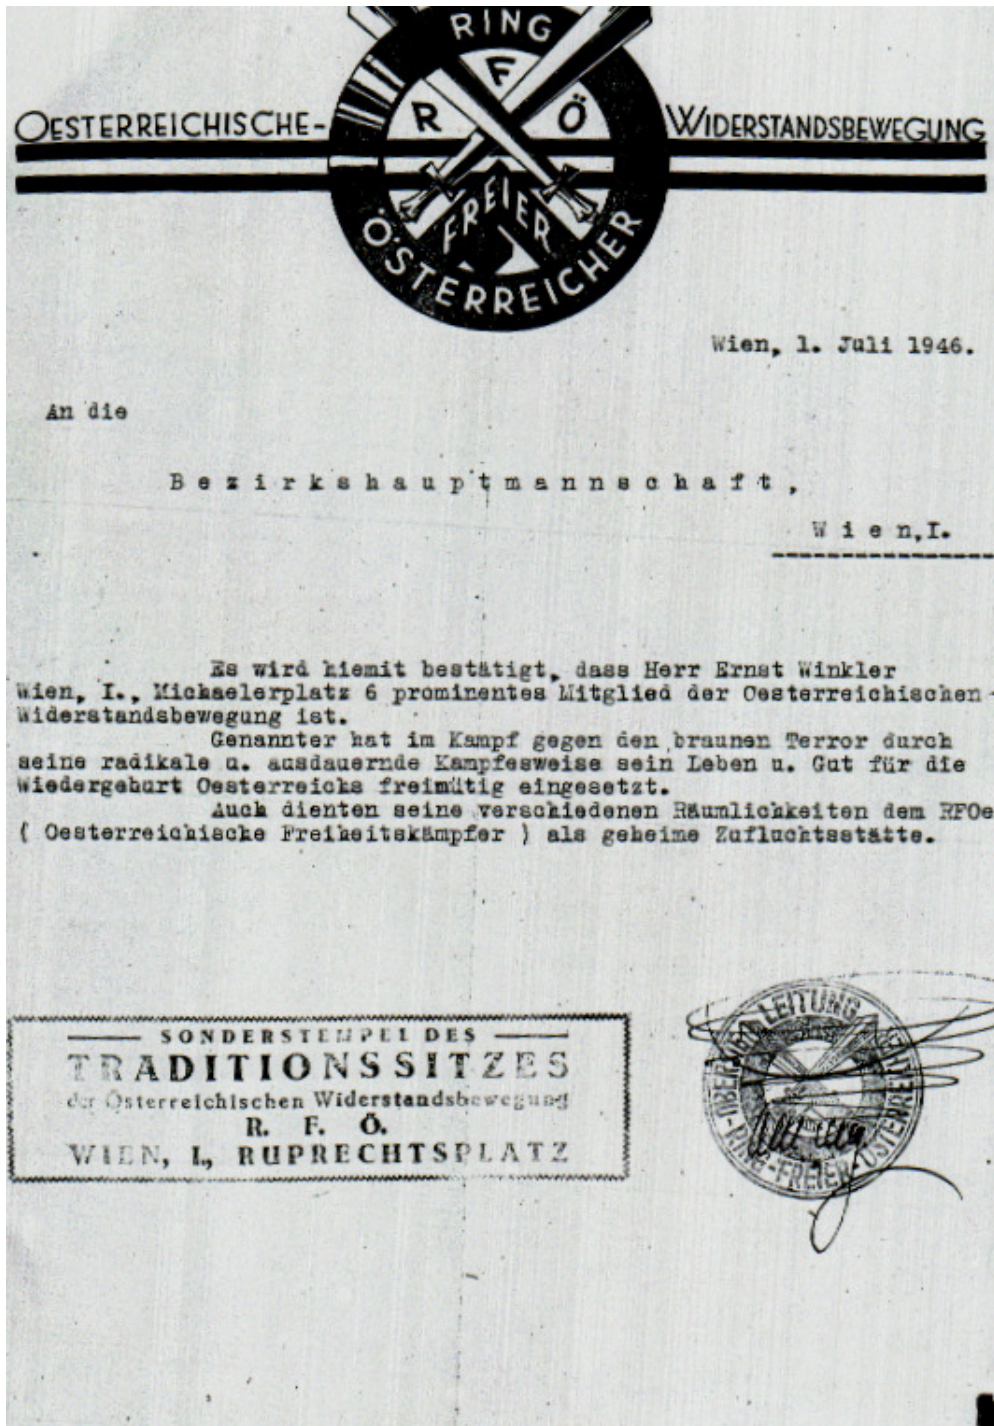 RING
R F Ö
OESTERREICHISCHE- WIDERSTANDSBEWEGUNG
FREIER
ÖSTERREICHER
Wien, 1. Juli 1946.
An die
Bezirkshauptmannschaft,
Wien,I.
Es wird hiemit bestätigt, dass Herr Ernst Winkler
Wien, I., Michaelerplatz 6 prominentes Mitglied der Oesterreichischen -
Widerstandsbewegung ist.
Genannter hat im Kampf gegen den braunen Terror durch
seine radikale u. ausdauernde Kampfesweise sein Leben u. Gut für die
Wiedergeburt Oesterreichs freimütig eingesetzt.
Auch dienten seine verschiedenen Räumlichkeiten dem RFOe
( Oesterreichische Freiheitskämpfer ) als geheime Zufluchtsstätte.
SONDERSTEMPEL DES
TRADITIONSSITZES
der Österreichischen Widerstandsbewegung
R. F. Ö.
WIEN, I., RUPRECHTSPLATZ
LEITUNG
RING-FREIER-ÖSTERREICHER